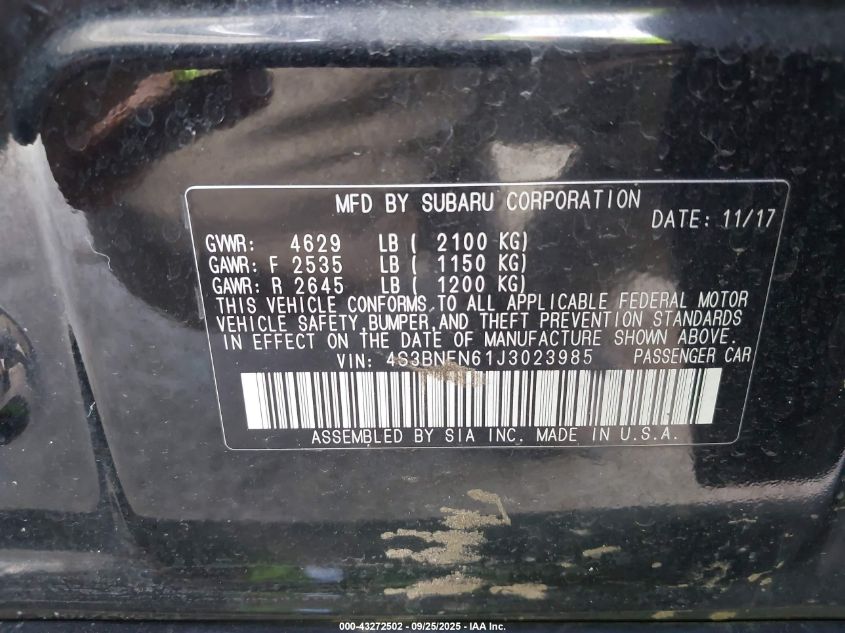 MFD BY SUBARU CORPORATION
DATE: 11/17
GVWR: 4629 LB ( 2100 KG)
GAWR: F 2535 LB ( 1150 KG)
GAWR: R 2645 LB ( 1200 KG)
THIS VEHICLE CONFORMS TO ALL APPLICABLE FEDERAL MOTOR
VEHICLE SAFETY,BUMPER,AND THEFT PREVENTION STANDARDS
IN EFFECT ON THE DATE OF MANUFACTURE SHOWN ABOVE.
VIN: 4S3BNEN61J3023985 PASSENGER CAR
ASSEMBLED BY SIA INC. MADE IN U.S.A.
000-43272502 - 09/25/2025 - IAA Inc.